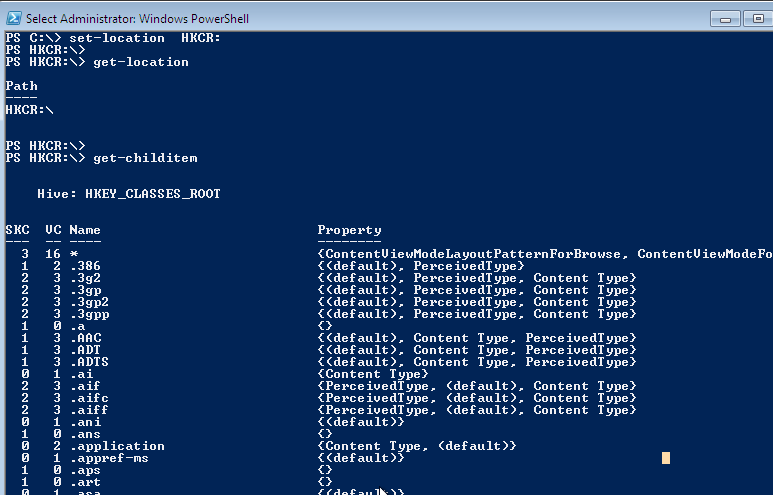 Select Administrator: Windows PowerShell
PS C:\> set-location  HKCR:
PS HKCR:\>
PS HKCR:\> get-location
Path
----
HKCR:\
PS HKCR:\>
PS HKCR:\> get-childitem
Hive: HKEY_CLASSES_ROOT
SKC  VC Name                           Property
---  -- ----                           --------
3  16 *                              {ContentViewModeLayoutPatternForBrowse, ContentViewModeFo
1   2 .386                           {(default), PerceivedType}
2   3 .3g2                           {(default), PerceivedType, Content Type}
2   3 .3gp                           {(default), PerceivedType, Content Type}
2   3 .3gp2                          {(default), PerceivedType, Content Type}
2   3 .3gpp                          {(default), PerceivedType, Content Type}
1   0 .a                             {}
1   3 .AAC                           {(default), Content Type, PerceivedType}
1   3 .ADT                           {(default), Content Type, PerceivedType}
1   3 .ADTS                          {(default), Content Type, PerceivedType}
0   1 .ai                            {Content Type}
2   3 .aif                           {PerceivedType, (default), Content Type}
2   3 .aifc                          {PerceivedType, (default), Content Type}
2   3 .aiff                          {PerceivedType, (default), Content Type}
0   1 .ani                           {(default)}
1   0 .ans                           {}
0   2 .application                   {Content Type, (default)}
0   1 .appref-ms                     {(default)}
1   0 .aps                           {}
1   0 .art                           {}
0   1 .asa                           {(default)}